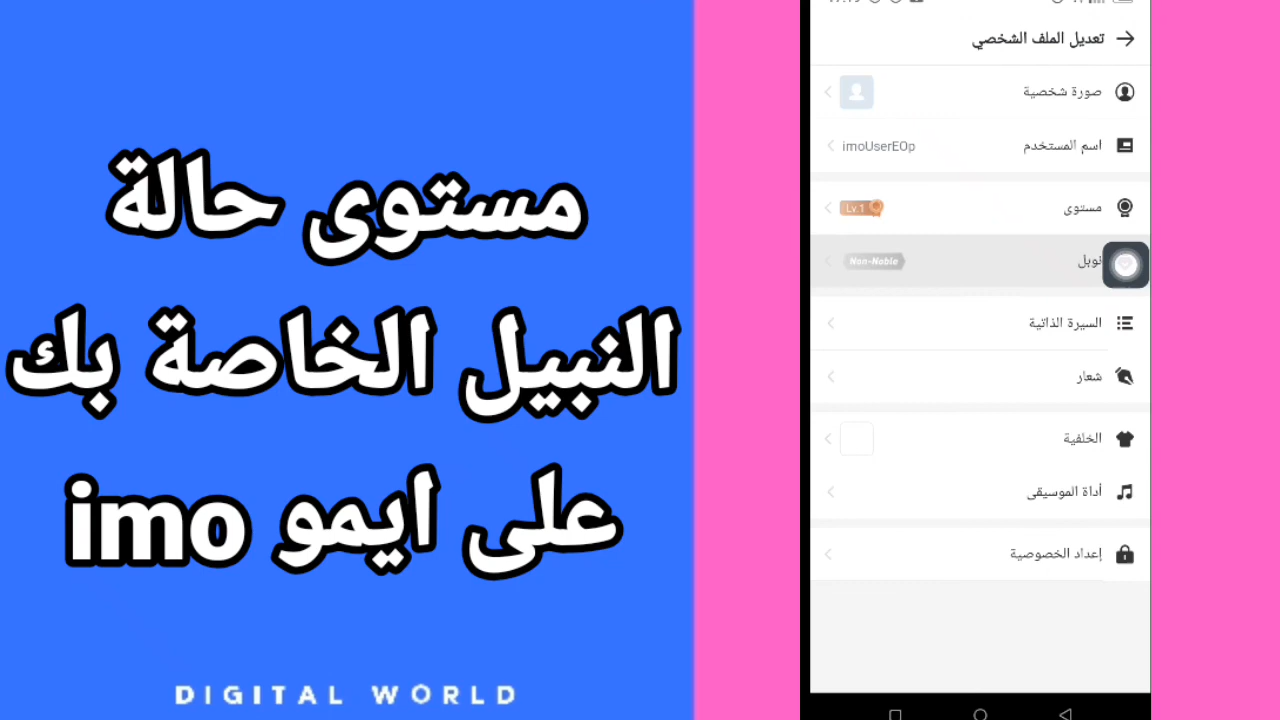 مستوى حالة
النبيل الخاصة بك
على ايمو imo
DIGITAL WORLD
تعديل الملف الشخصي
صورة شخصية
اسم المستخدم imoUserEOp
مستوى Lv.1
نوبل Non-Noble
السيرة الذاتية
شعار
الخلفية
أداة الموسيقى
إعداد الخصوصية